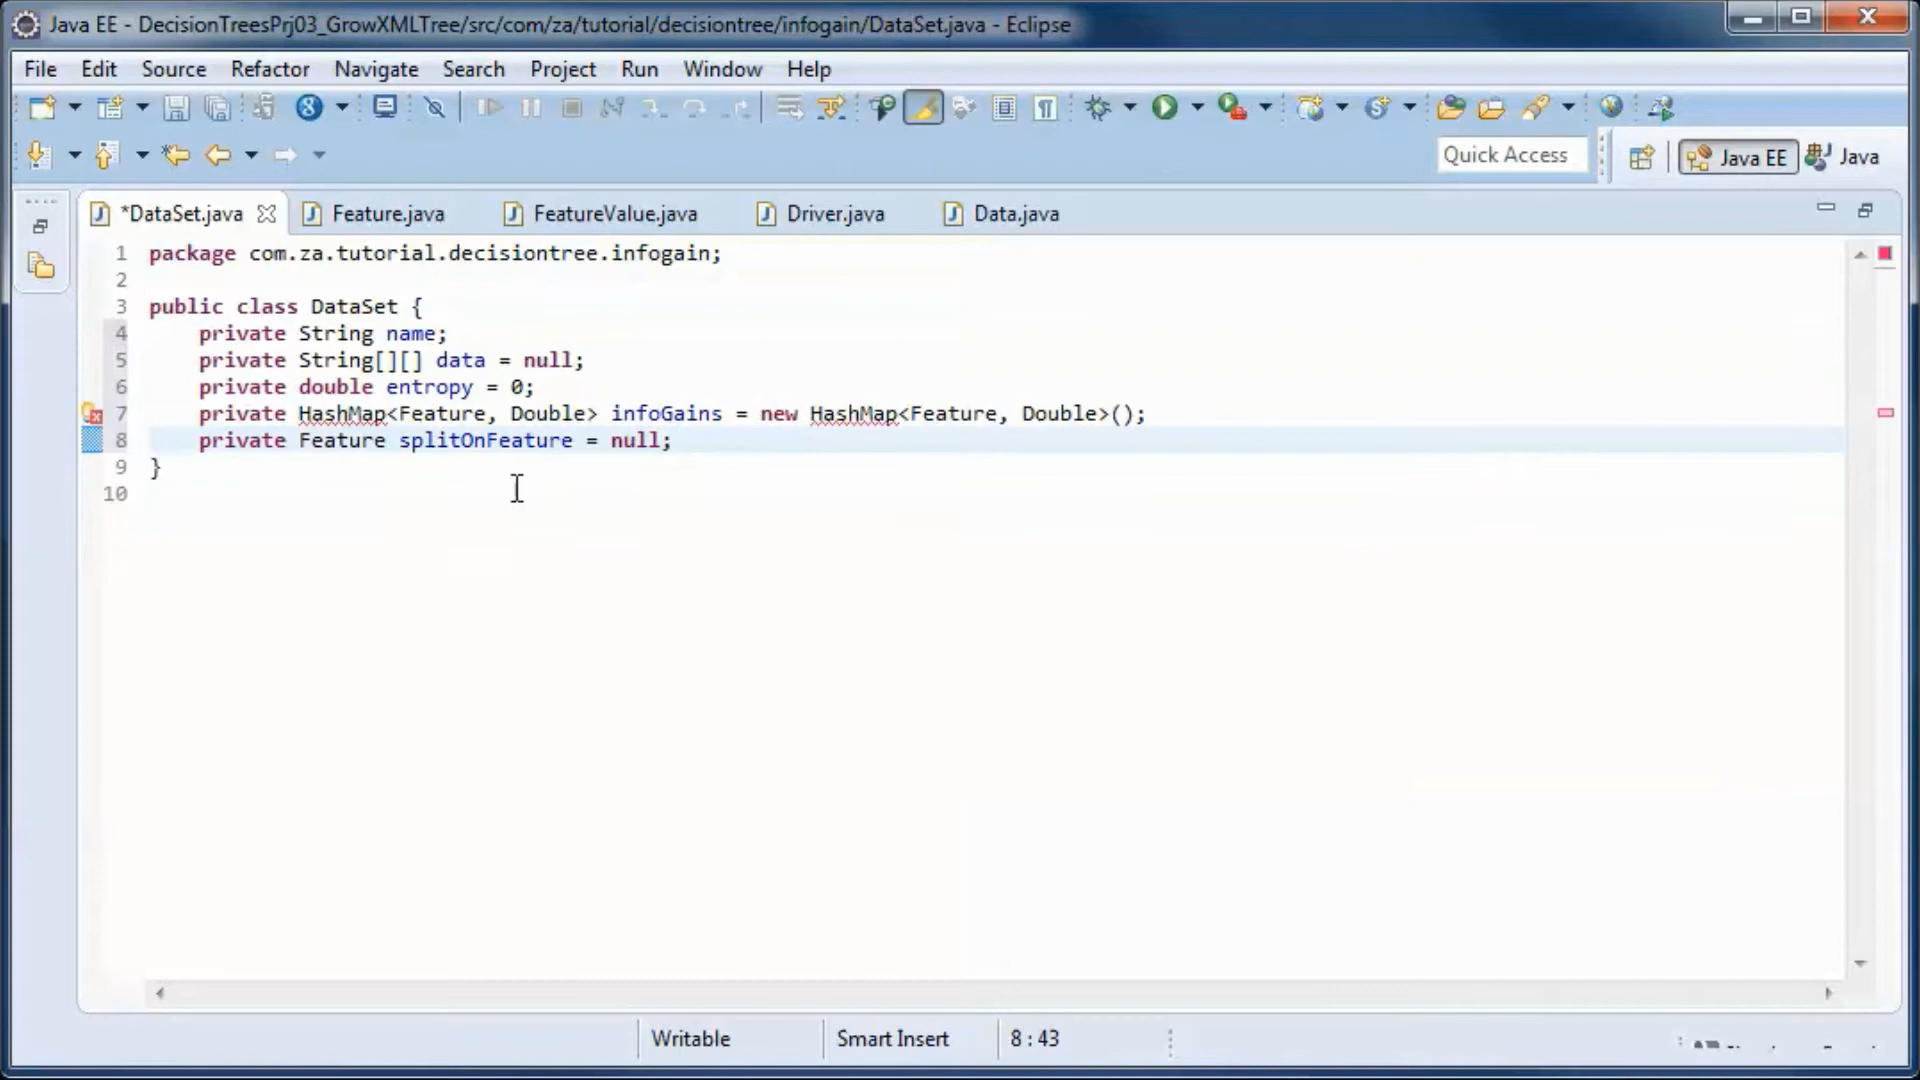 Java EE - DecisionTreesPrj03_GrowXMLTree/src/com/za/tutorial/decisiontree/infogain/DataSet.java - Eclipse
File Edit Source Refactor Navigate Search Project Run Window Help
Quick Access Java EE Java
*DataSet.java Feature.java FeatureValue.java Driver.java Data.java
1 package com.za.tutorial.decisiontree.infogain;
2
3 public class DataSet {
4 private String name;
5 private String[][] data = null;
6 private double entropy = 0;
7 private HashMap<Feature, Double> infoGains = new HashMap<Feature, Double>();
8 private Feature splitOnFeature = null;
9 }
10
Writable Smart Insert 8 : 43